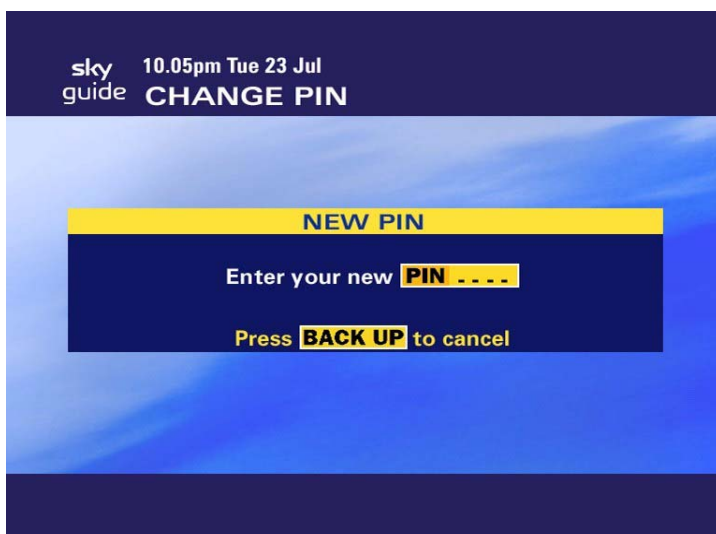 sky 10.05pm Tue 23 Jul
guide CHANGE PIN
NEW PIN
Enter your new PIN - - - -
Press BACK UP to cancel